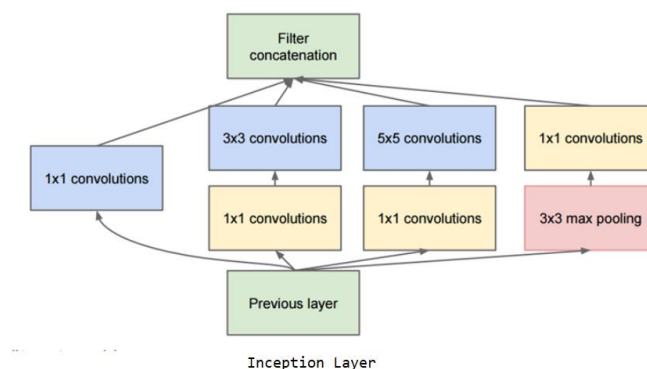 Filter
concatenation
3x3 convolutions
5x5 convolutions
1x1 convolutions
1x1 convolutions
1x1 convolutions
1x1 convolutions
3x3 max pooling
Previous layer
Inception Layer